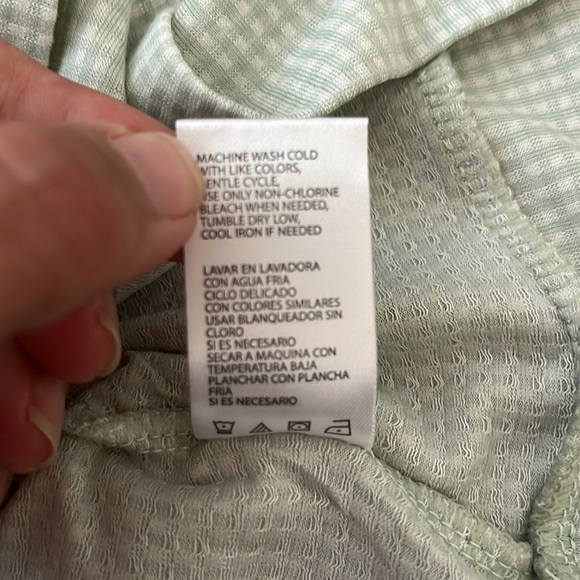 MACHINE WASH COLD
WITH LIKE COLORS,
GENTLE CYCLE,
USE ONLY NON-CHLORINE
BLEACH WHEN NEEDED,
TUMBLE DRY LOW,
COOL IRON IF NEEDED
LAVAR EN LAVADORA
CON AGUA FRIA
CICLO DELICADO
CON COLORES SIMILARES
USAR BLANQUEADOR SIN
CLORO
SI ES NECESARIO
SECAR A MAQUINA CON
TEMPERATURA BAJA
PLANCHAR CON PLANCHA
FRIA
SI ES NECESARIO